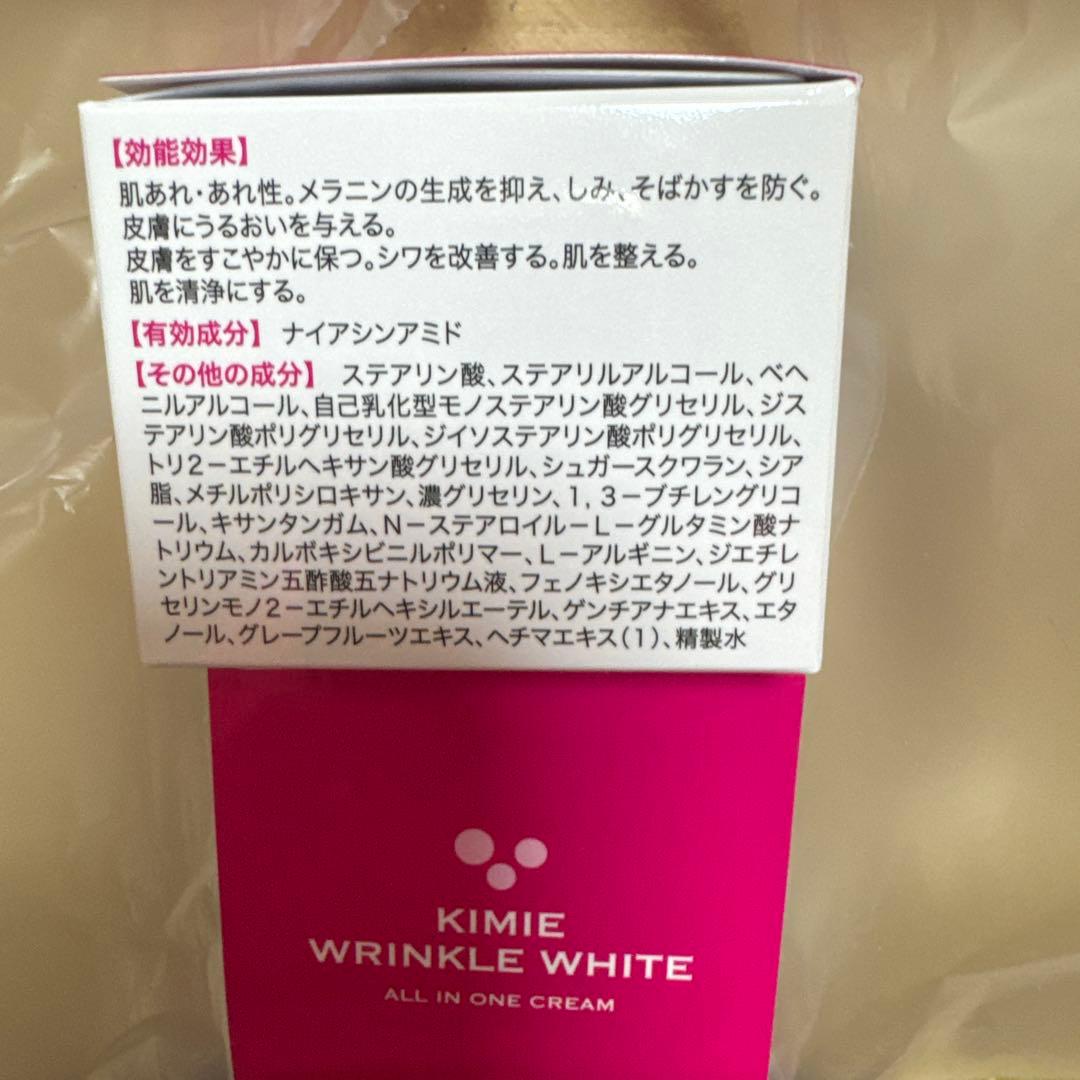 【効能効果】
肌あれ・あれ性。メラニンの生成を抑え、しみ、そばかすを防ぐ。
皮膚にうるおいを与える。
皮膚をすこやかに保つ。シワを改善する。肌を整える。
肌を清浄にする。
【有効成分】 ナイアシンアミド
【その他の成分】 ステアリン酸、ステアリルアルコール、ベヘ
ニルアルコール、自己乳化型モノステアリン酸グリセリル、ジス
テアリン酸ポリグリセリル、ジイソステアリン酸ポリグリセリル、
トリ2－エチルヘキサン酸グリセリル、シュガースクワラン、シア
脂、メチルポリシロキサン、濃グリセリン、1，3－ブチレングリコ
ール、キサンタンガム、N－ステアロイル－L－グルタミン酸ナ
トリウム、カルボキシビニルポリマー、L－アルギニン、ジエチレ
ントリアミン五酢酸五ナトリウム液、フェノキシエタノール、グリ
セリンモノ2－エチルヘキシルエーテル、ゲンチアナエキス、エタ
ノール、グレープフルーツエキス、ヘチマエキス(1)、精製水
KIMIE
WRINKLE WHITE
ALL IN ONE CREAM